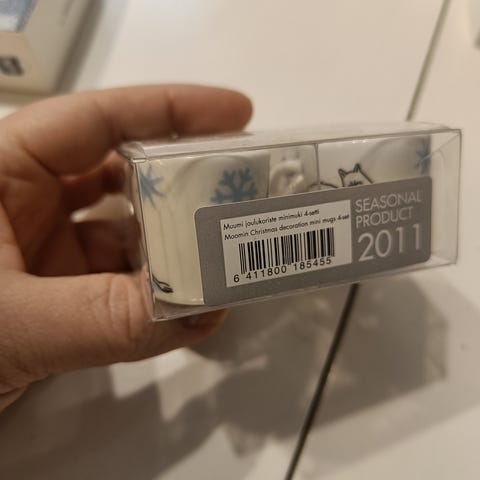 Muumi joulukoriste minimuki 4-setti
Moomin Christmas decoration mini mugs 4-set
6 411800 185455
SEASONAL
PRODUCT
2011